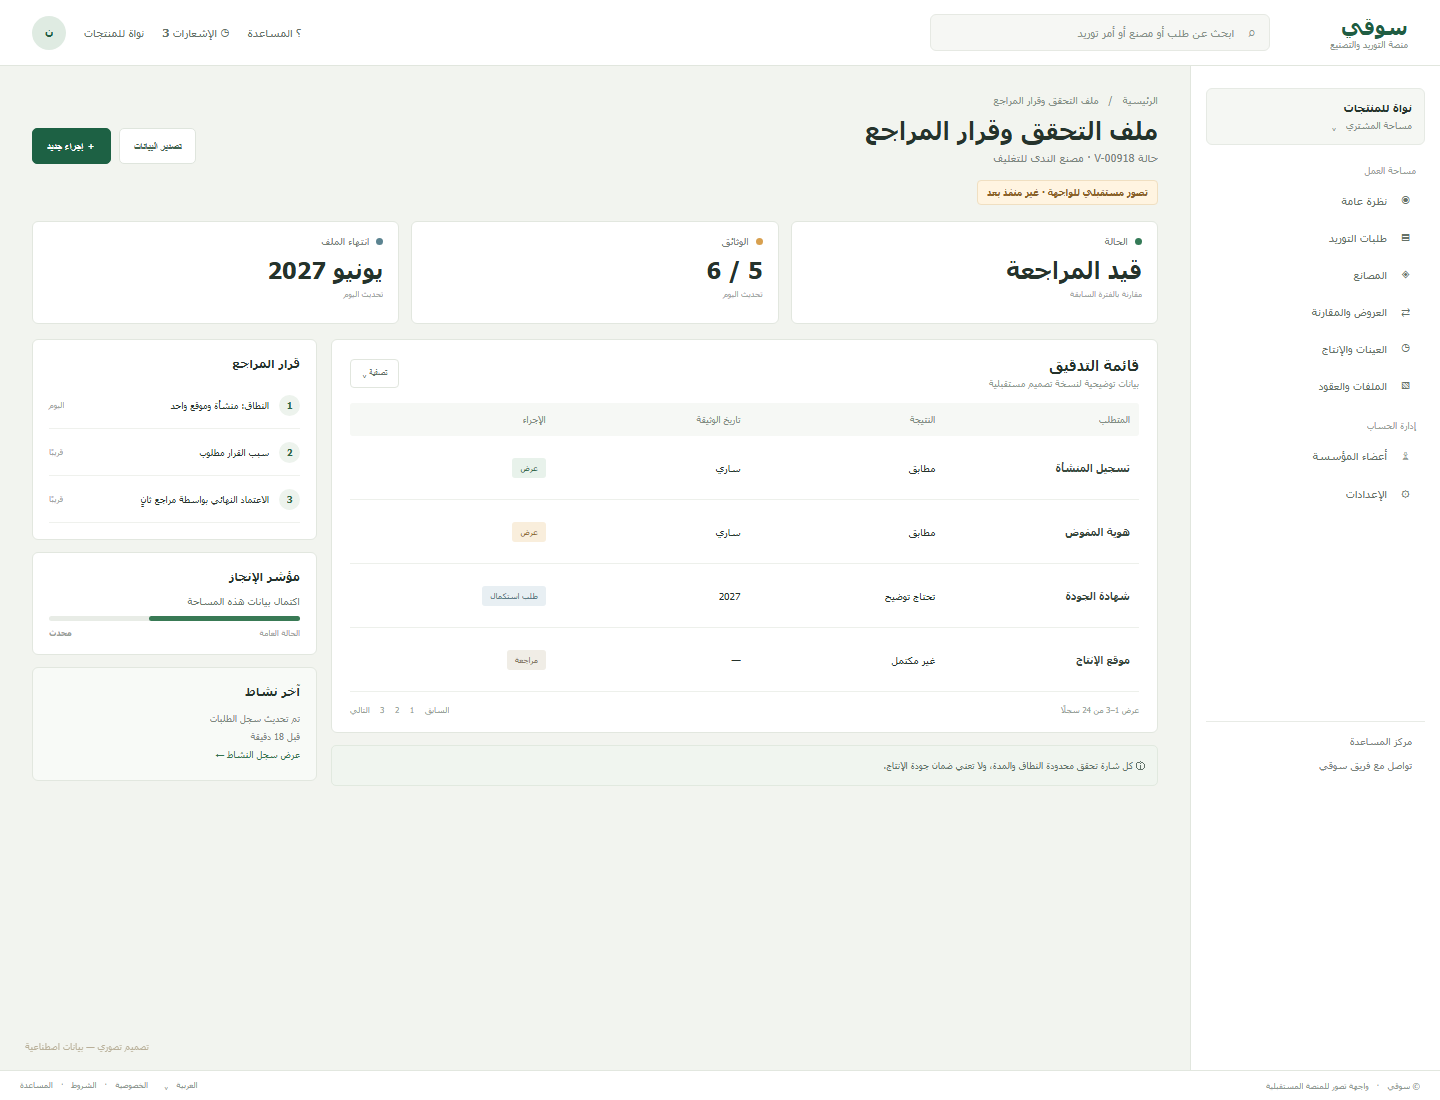 سوقي
منصة التوريد والتصنيع
ابحث عن طلب أو مصنع أو أمر توريد
؟ المساعدة
الإشعارات 3
نواة للمنتجات
ن
نواة للمنتجات
مساحة المشتري
مساحة العمل
نظرة عامة
طلبات التوريد
المصانع
العروض والمقارنة
العينات والإنتاج
الملفات والعقود
إدارة الحساب
أعضاء المؤسسة
الإعدادات
مركز المساعدة
تواصل مع فريق سوقي
الرئيسية / ملف التحقق وقرار المراجع
ملف التحقق وقرار المراجع
حالة V-00918 · مصنع الندى للتغليف
تصور مستقبلي للواجهة · غير منفذ بعد
تصدير البيانات
+ إجراء جديد
الحالة
قيد المراجعة
مقارنة بالفترة السابقة
الوثائق
5 / 6
تحديث اليوم
انتهاء الملف
يونيو 2027
تحديث اليوم
قائمة التدقيق
بيانات توضيحية لنسخة تصميم مستقبلية
تصفية
المتطلب النتيجة تاريخ الوثيقة الإجراء
تسجيل المنشأة مطابق ساري عرض
هوية المفوض مطابق ساري عرض
شهادة الجودة تحتاج توضيح 2027 طلب استكمال
موقع الإنتاج غير مكتمل — مراجعة
عرض 1–3 من 24 سجلًا
السابق 1 2 3 التالي
ⓘ كل شارة تحقق محدودة النطاق والمدة، ولا تعني ضمان جودة الإنتاج.
قرار المراجع
1 النطاق: منشأة وموقع واحد اليوم
2 سبب القرار مطلوب قريبًا
3 الاعتماد النهائي بواسطة مراجع ثانٍ قريبًا
مؤشر الإنجاز
اكتمال بيانات هذه المساحة
الحالة العامة محدث
آخر نشاط
تم تحديث سجل الطلبات
قبل 18 دقيقة
عرض سجل النشاط ←
تصميم تصوري — بيانات اصطناعية
© سوقي · واجهة تصور للمنصة المستقبلية
العربية
الخصوصية · الشروط · المساعدة